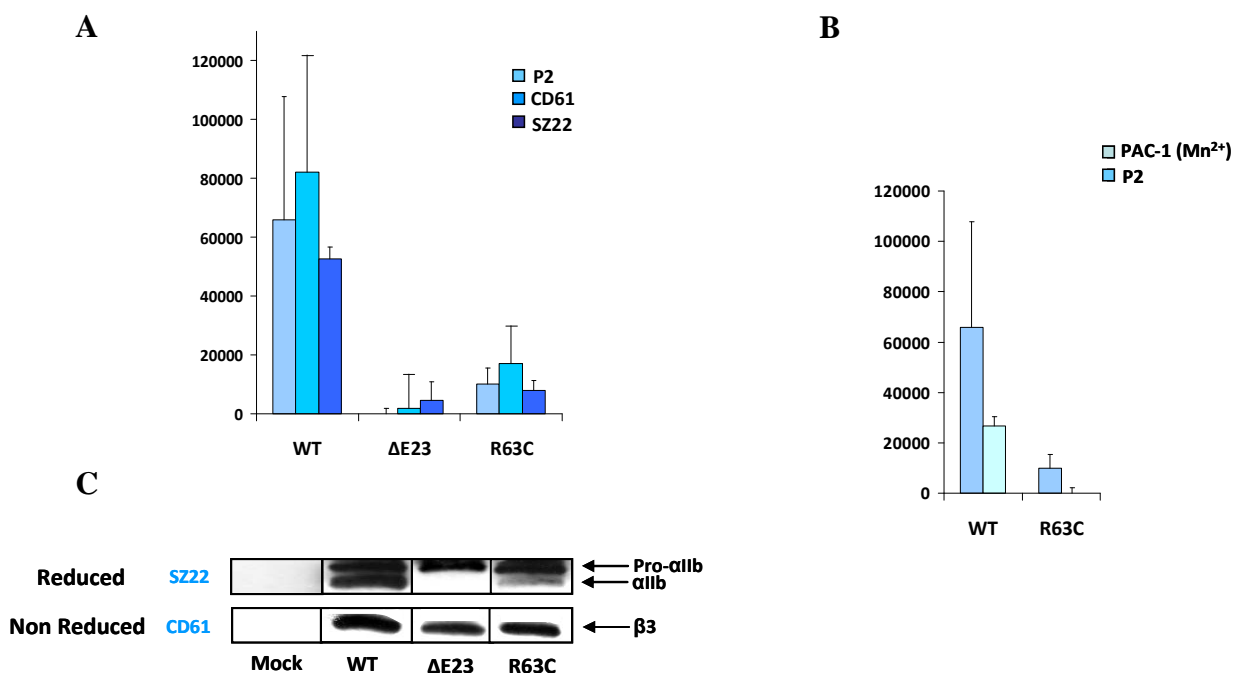 A
B
120000
100000
80000
60000
40000
20000
0
P2
CD61
SZ22
WT
ΔE23
R63C
PAC-1 (Mn²⁺)
P2
120000
100000
80000
60000
40000
20000
0
WT
R63C
C
Reduced SZ22 Pro-αIIb
αIIb
Non Reduced CD61 β3
Mock WT ΔE23 R63C